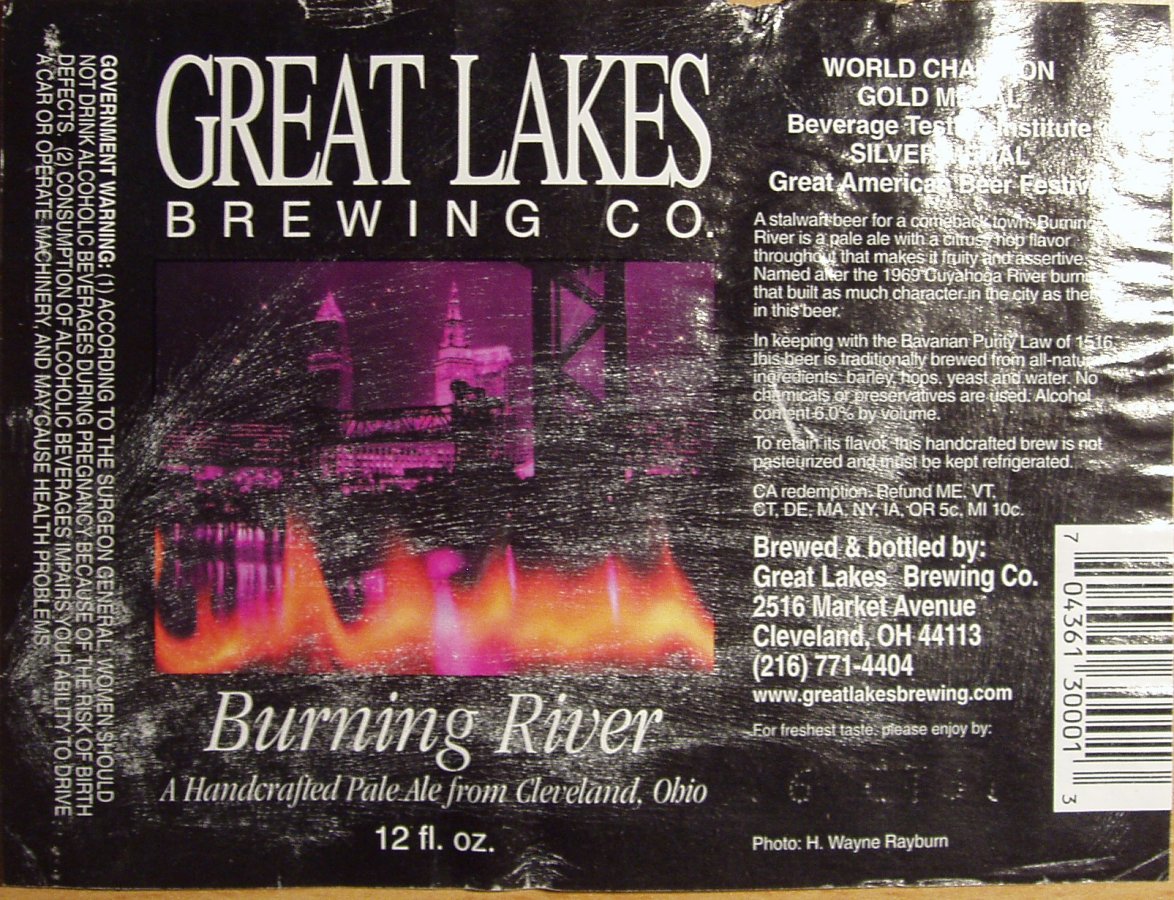 GREAT LAKES
BREWING CO.
Burning River
A Handcrafted Pale Ale from Cleveland, Ohio
12 fl. oz.
GOVERNMENT WARNING: (1) ACCORDING TO THE SURGEON GENERAL, WOMEN SHOULD
NOT DRINK ALCOHOLIC BEVERAGES DURING PREGNANCY BECAUSE OF THE RISK OF BIRTH
DEFECTS. (2) CONSUMPTION OF ALCOHOLIC BEVERAGES IMPAIRS YOUR ABILITY TO DRIVE
A CAR OR OPERATE MACHINERY, AND MAY CAUSE HEALTH PROBLEMS.
WORLD CHAMPION
GOLD MEDAL
Beverage Testing Institute
SILVER MEDAL
Great American Beer Festiv
A stalwart beer for a comeback town. Burning
River is a pale ale with a citrusy hop flavor
throughout that makes it fruity and assertive.
Named after the 1969 Cuyahoga River burning
that built as much character in the city as there
in this beer.
In keeping with the Bavarian Purity Law of 1516,
this beer is traditionally brewed from all-natural
ingredients: barley, hops, yeast and water. No
chemicals or preservatives are used. Alcohol
content 6.0% by volume.
To retain its flavor, this handcrafted brew is not
pasteurized and must be kept refrigerated.
CA redemption. Refund ME, VT,
CT, DE, MA, NY, IA, OR 5c, MI 10c.
Brewed & bottled by:
Great Lakes Brewing Co.
2516 Market Avenue
Cleveland, OH 44113
(216) 771-4404
www.greatlakesbrewing.com
For freshest taste, please enjoy by:
Photo: H. Wayne Rayburn
7 04361 30001 3